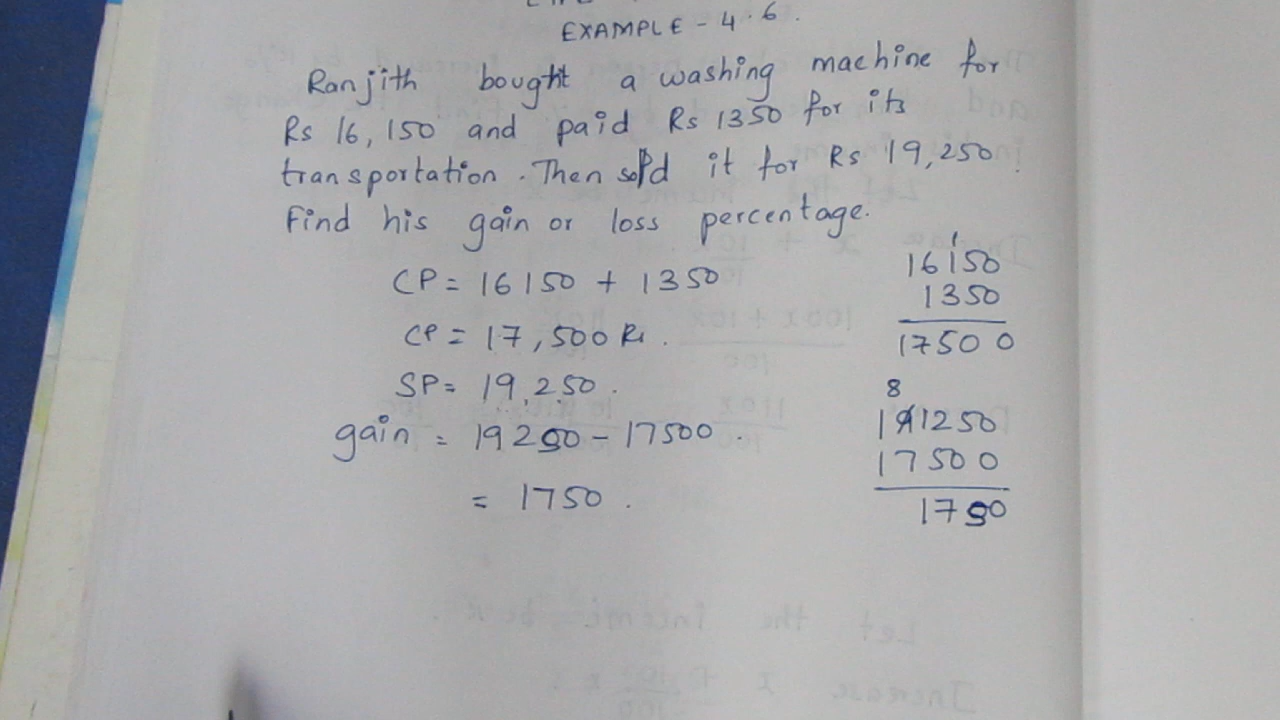 EXAMPLE - 4.6.
Ranjith bought a washing machine for
Rs 16,150 and paid Rs 1350 for its
transportation. Then sold it for Rs 19,250.
Find his gain or loss percentage.
CP = 16150 + 1350
CP = 17,500 Rs.
SP = 19,250.
gain = 19250 - 17500.
= 1750.
1
16150
1350
17500
8
191250
17500
1750